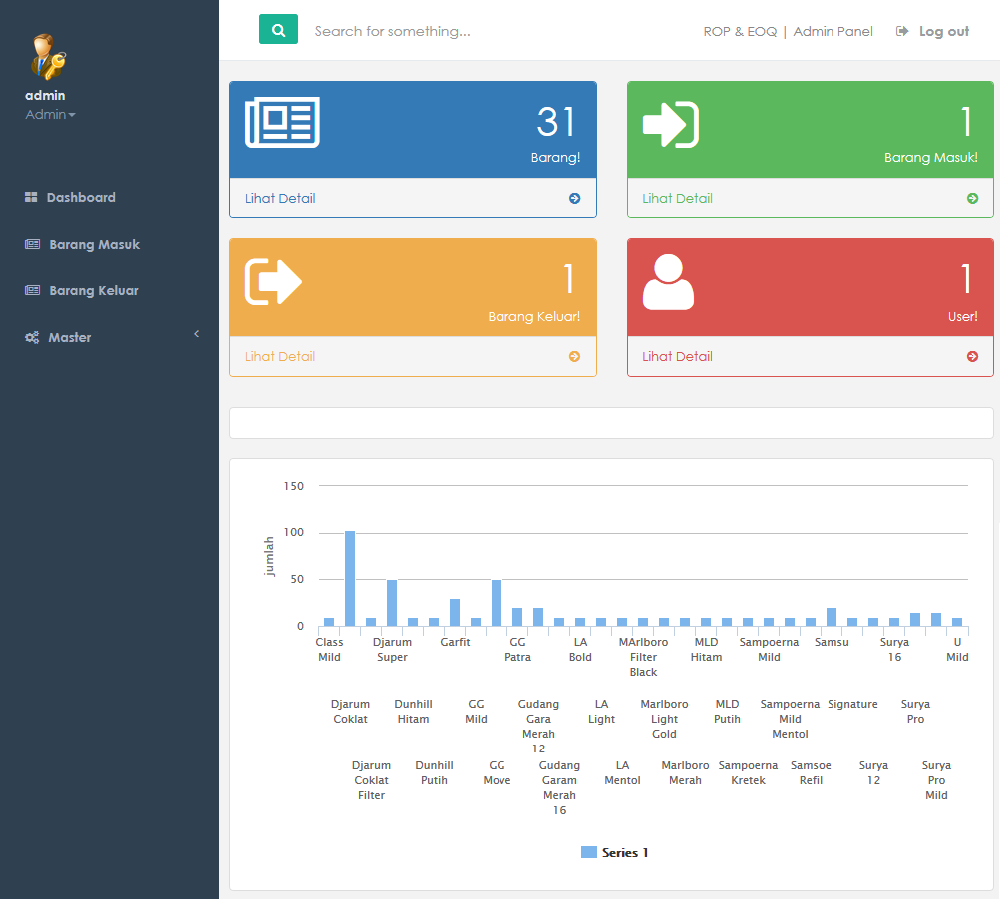 Search for something...
ROP & EOQ | Admin Panel
Log out
admin
Admin
Dashboard
Barang Masuk
Barang Keluar
Master
31
Barang!
Lihat Detail
1
Barang Masuk!
Lihat Detail
1
Barang Keluar!
Lihat Detail
1
User!
Lihat Detail
jumlah
150
100
50
0
Class
Mild
Djarum
Super
Garfit
GG
Patra
LA
Bold
MArlboro
Filter
Black
MLD
Hitam
Sampoerna
Mild
Samsu
Surya
16
U
Mild
Djarum
Coklat
Dunhill
Hitam
GG
Mild
Gudang
Gara
Merah
12
LA
Light
Marlboro
Light
Gold
MLD
Putih
Sampoerna
Mild
Mentol
Signature
Surya
Pro
Djarum
Coklat
Filter
Dunhill
Putih
GG
Move
Gudang
Garam
Merah
16
LA
Mentol
Marlboro
Merah
Sampoerna
Kretek
Samsoe
Refil
Surya
12
Surya
Pro
Mild
Series 1